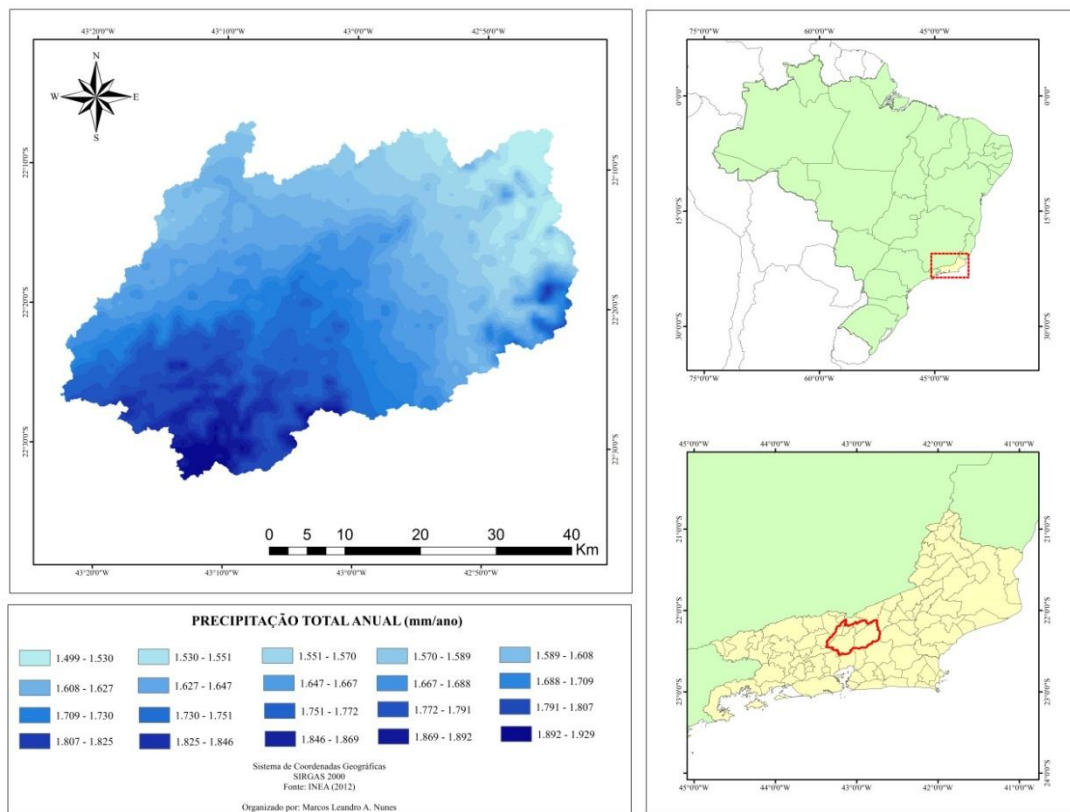 43°20'0"W 43°10'0"W 43°0'0"W 42°50'0"W
N
W E
S
22°10'0"S 22°10'0"S
22°20'0"S 22°20'0"S
22°30'0"S 22°30'0"S
0 5 10 20 30 40
Km
43°20'0"W 43°10'0"W 43°0'0"W 42°50'0"W
PRECIPITAÇÃO TOTAL ANUAL (mm/ano)
1.499 - 1.530 1.530 - 1.551 1.551 - 1.570 1.570 - 1.589 1.589 - 1.608
1.608 - 1.627 1.627 - 1.647 1.647 - 1.667 1.667 - 1.688 1.688 - 1.709
1.709 - 1.730 1.730 - 1.751 1.751 - 1.772 1.772 - 1.791 1.791 - 1.807
1.807 - 1.825 1.825 - 1.846 1.846 - 1.869 1.869 - 1.892 1.892 - 1.929
Sistema de Coordenadas Geográficas
SIRGAS 2000
Fonte: INEA (2012)
Organizado por: Marcos Leandro A. Nunes
75°0'0"W 60°0'0"W 45°0'0"W
0°0'0" 0°0'0"
15°0'0"S 15°0'0"S
30°0'0"S 30°0'0"S
75°0'0"W 60°0'0"W 45°0'0"W
45°0'0"W 44°0'0"W 43°0'0"W 42°0'0"W 41°0'0"W
21°0'0"S 21°0'0"S
22°0'0"S 22°0'0"S
23°0'0"S 23°0'0"S
24°0'0"S
45°0'0"W 44°0'0"W 43°0'0"W 42°0'0"W 41°0'0"W